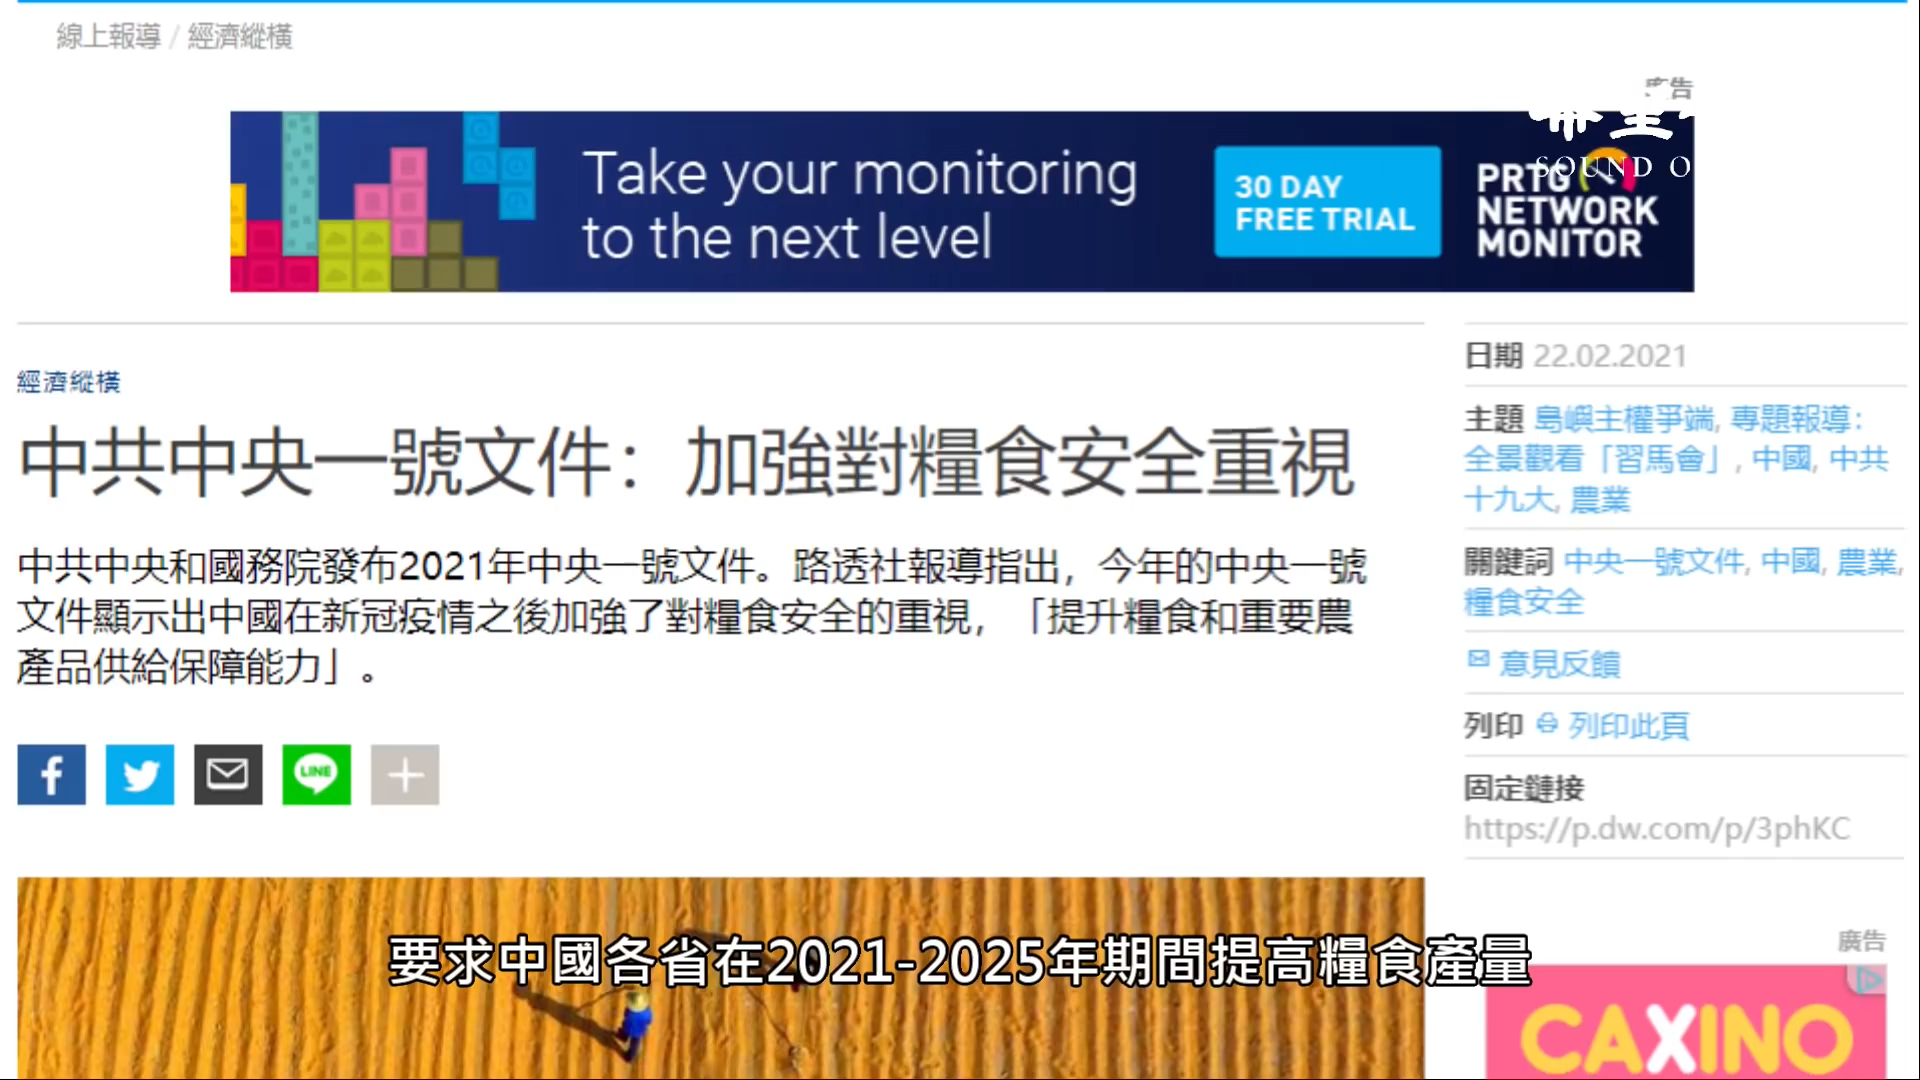 線上報導 / 經濟縱橫
廣告
Take your monitoring
to the next level
30 DAY
FREE TRIAL
PRTG
NETWORK
MONITOR
希望
SOUND O
經濟縱橫
中共中央一號文件：加強對糧食安全重視
中共中央和國務院發布2021年中央一號文件。路透社報導指出，今年的中央一號
文件顯示出中國在新冠疫情之後加強了對糧食安全的重視，「提升糧食和重要農
產品供給保障能力」。
LINE
日期 22.02.2021
主題 島嶼主權爭端, 專題報導：
全景觀看「習馬會」, 中國, 中共
十九大, 農業
關鍵詞 中央一號文件, 中國, 農業,
糧食安全
意見反饋
列印 列印此頁
固定鏈接
https://p.dw.com/p/3phKC
廣告
CAXINO
要求中國各省在2021-2025年期間提高糧食產量